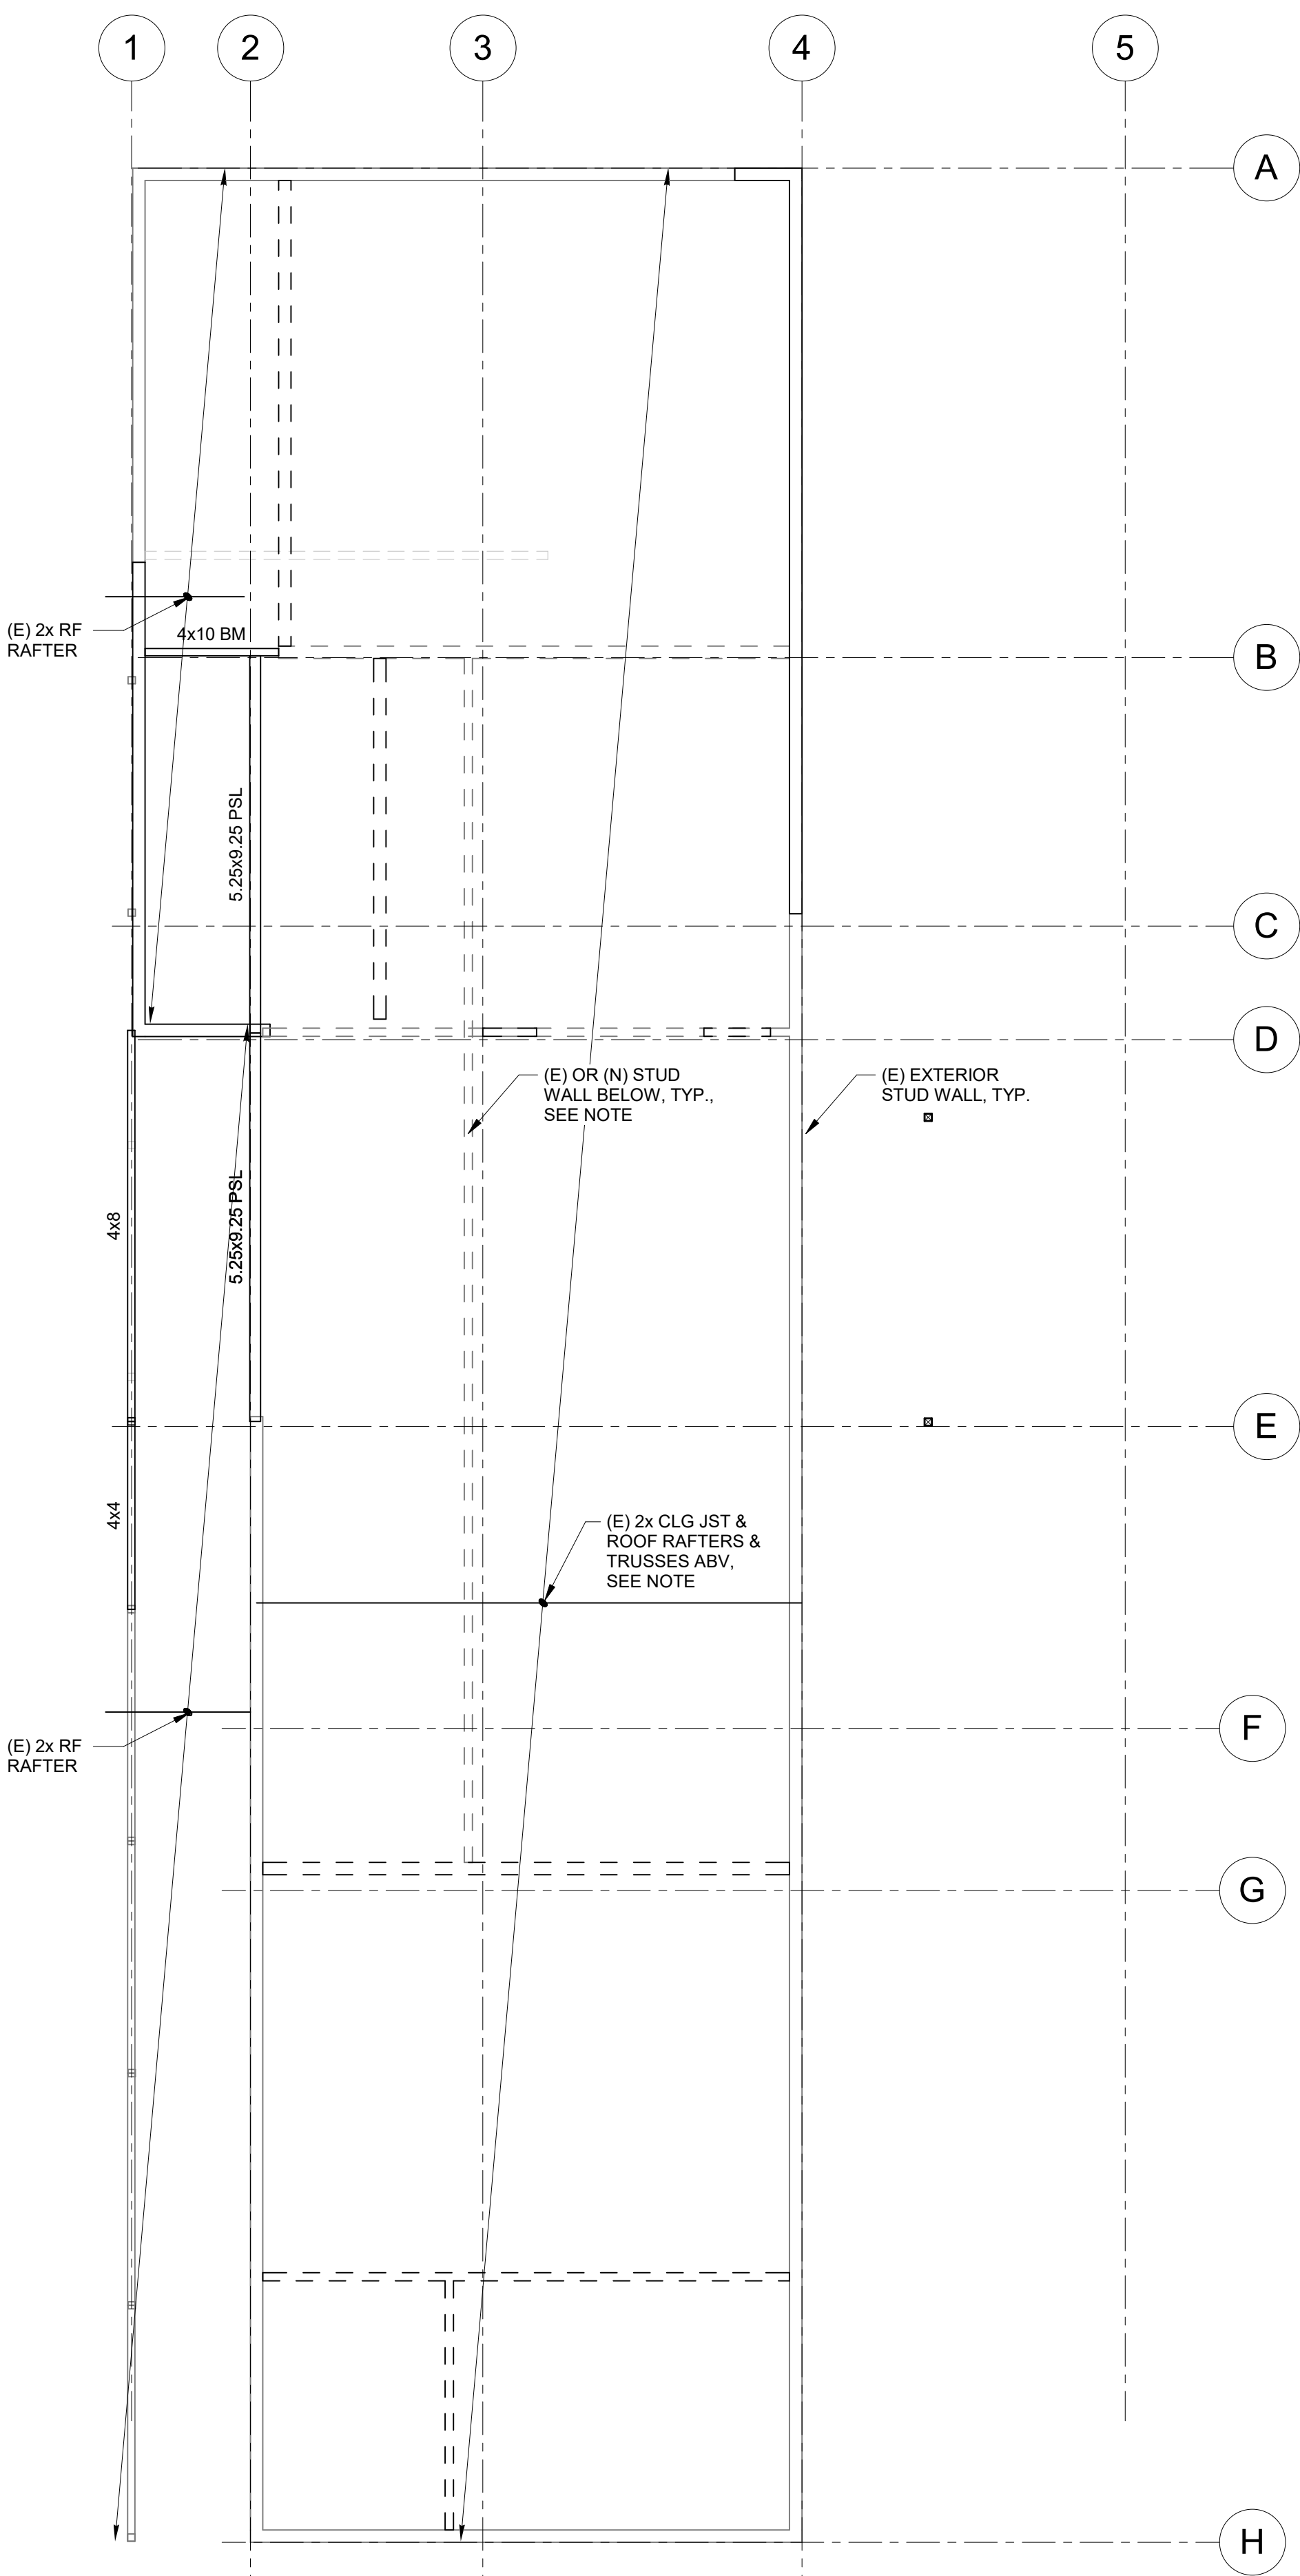 1
2
3
4
5
A
(E) 2x RF
RAFTER
4x10 BM
B
5.25x9.25 PSL
C
D
(E) OR (N) STUD
WALL BELOW, TYP.,
SEE NOTE
(E) EXTERIOR
STUD WALL, TYP.
4x8
5.25x9.25 PSL
E
4x4
(E) 2x CLG JST &
ROOF RAFTERS &
TRUSSES ABV,
SEE NOTE
(E) 2x RF
RAFTER
F
G
H